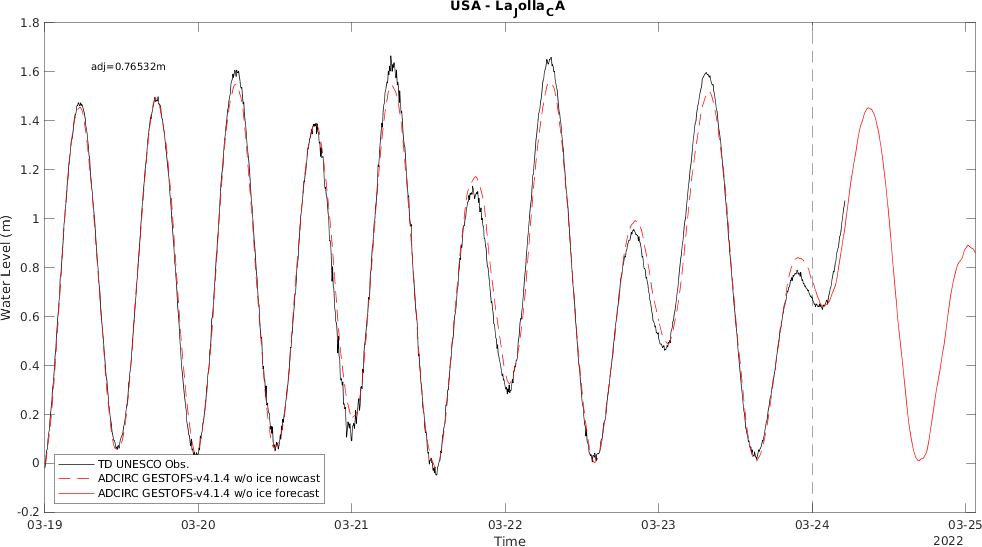 USA - LaJollaCA
1.8
1.6
1.4
1.2
1
0.8
0.6
0.4
0.2
0
-0.2
Water Level (m)
adj=0.76532m
TD UNESCO Obs.
ADCIRC GESTOFS-v4.1.4 w/o ice nowcast
ADCIRC GESTOFS-v4.1.4 w/o ice forecast
03-19 03-20 03-21 03-22 03-23 03-24 03-25
Time
2022